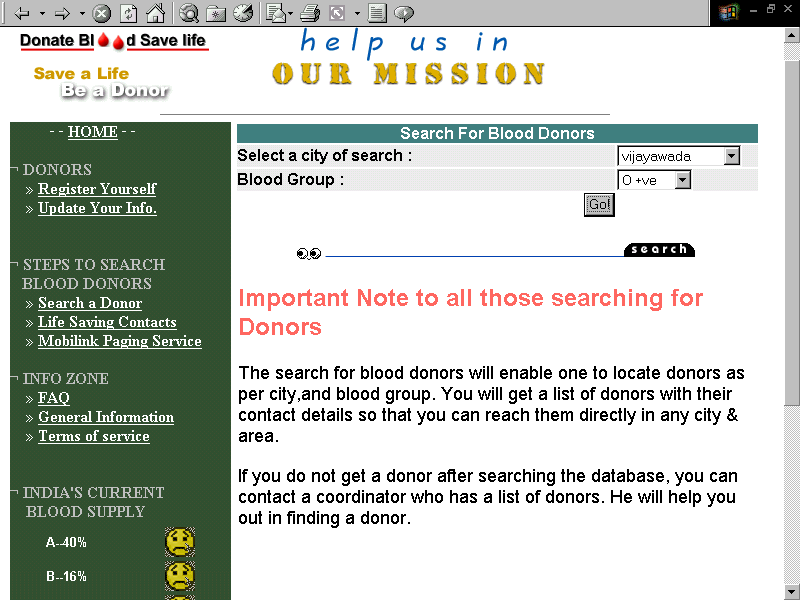 Donate Bl d Save life
Save a Life
Be a Donor
help us in
OUR MISSION
- - HOME - -
¬ DONORS
» Register Yourself
» Update Your Info.
¬ STEPS TO SEARCH
BLOOD DONORS
» Search a Donor
» Life Saving Contacts
» Mobilink Paging Service
¬ INFO ZONE
» FAQ
» General Information
» Terms of service
¬ INDIA'S CURRENT
BLOOD SUPPLY
A--40%
B--16%
Search For Blood Donors
Select a city of search : vijayawada
Blood Group : O +ve
Go!
search
Important Note to all those searching for
Donors
The search for blood donors will enable one to locate donors as
per city,and blood group. You will get a list of donors with their
contact details so that you can reach them directly in any city &
area.
If you do not get a donor after searching the database, you can
contact a coordinator who has a list of donors. He will help you
out in finding a donor.